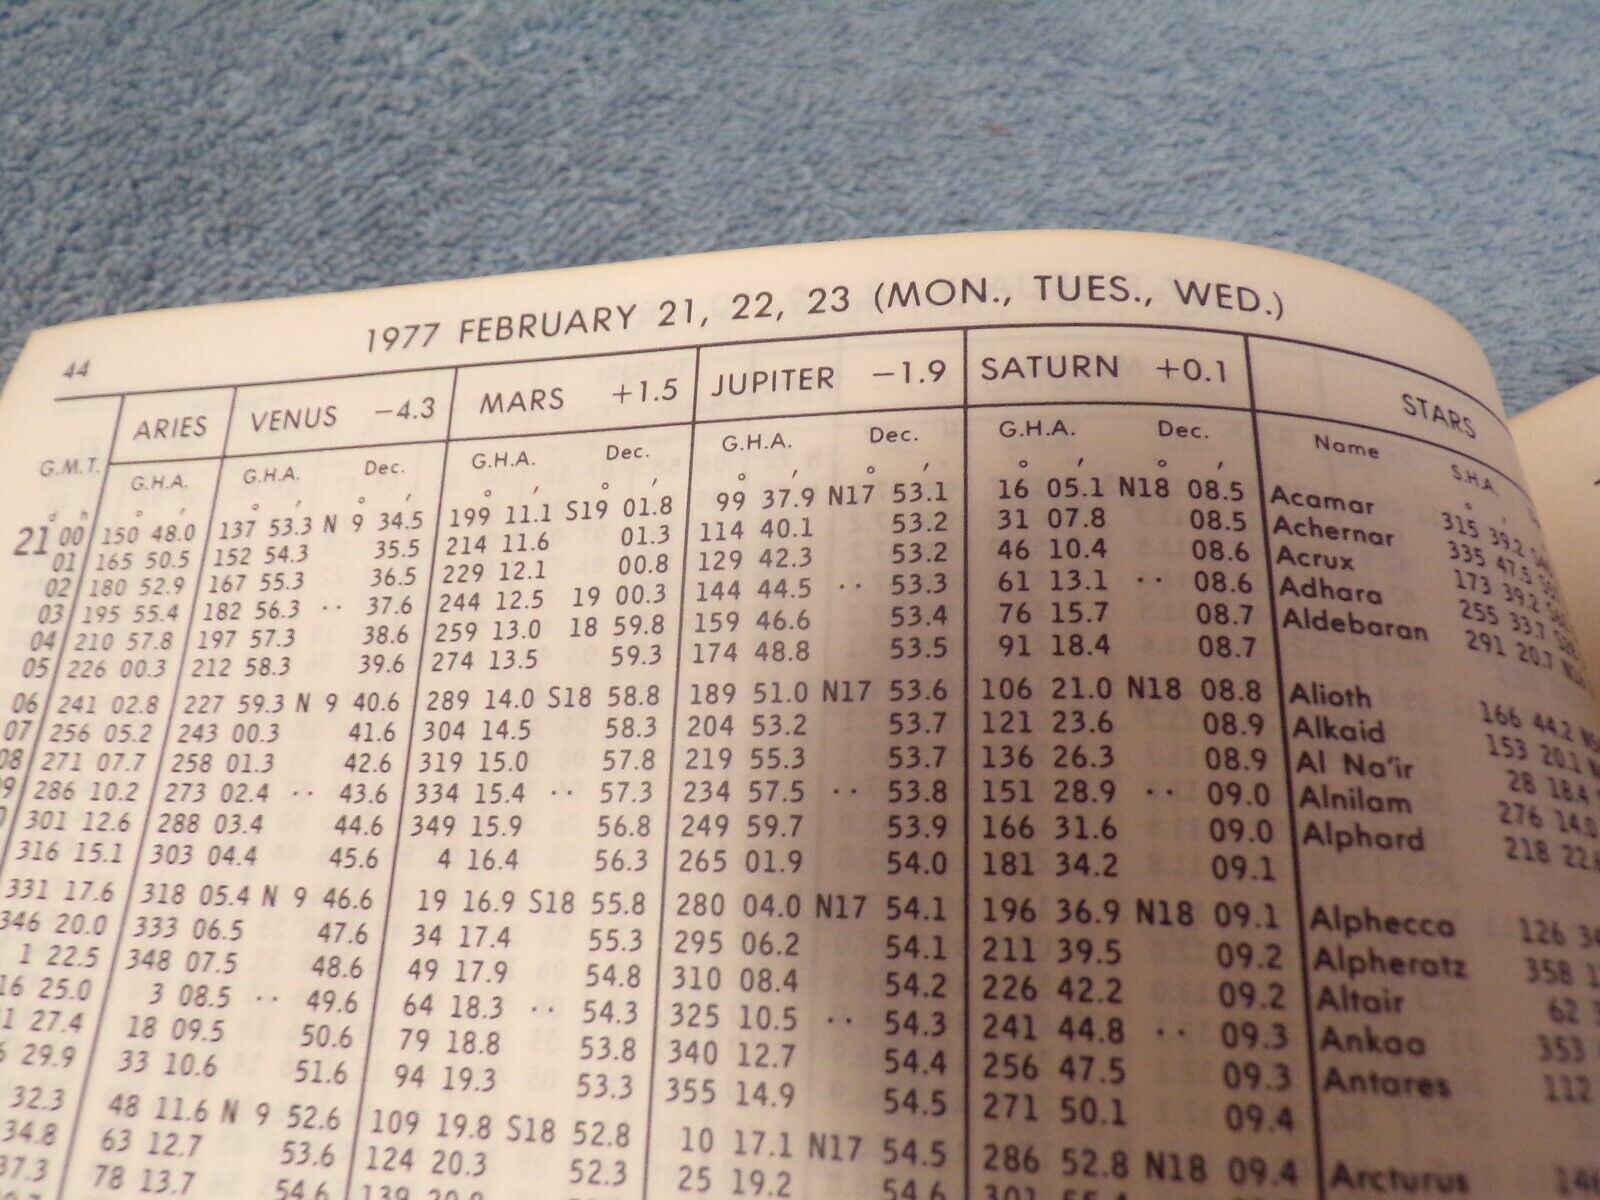 44
1977 FEBRUARY 21, 22, 23 (MON., TUES., WED.)
G.M.T. ARIES VENUS −4.3 MARS +1.5 JUPITER −1.9 SATURN +0.1 STARS
G.H.A. G.H.A. Dec. G.H.A. Dec. G.H.A. Dec. G.H.A. Dec. Name S.H.A.
d h ° ′ ° ′ ° ′ ° ′ ° ′ ° ′ ° ′ ° ′ ° ′ ° ′
21 00 150 48.0 137 53.3 N 9 34.5 199 11.1 S19 01.8 99 37.9 N17 53.1 16 05.1 N18 08.5 Acamar 315 39.2
01 165 50.5 152 54.3 35.5 214 11.6 01.3 114 40.1 53.2 31 07.8 08.5 Achernar 335 47.5
02 180 52.9 167 55.3 36.5 229 12.1 00.8 129 42.3 53.2 46 10.4 08.6 Acrux 173 39.2
03 195 55.4 182 56.3 ·· 37.6 244 12.5 19 00.3 144 44.5 ·· 53.3 61 13.1 ·· 08.6 Adhara 255 33.7
04 210 57.8 197 57.3 38.6 259 13.0 18 59.8 159 46.6 53.4 76 15.7 08.7 Aldebaran 291 20.7
05 226 00.3 212 58.3 39.6 274 13.5 59.3 174 48.8 53.5 91 18.4 08.7
06 241 02.8 227 59.3 N 9 40.6 289 14.0 S18 58.8 189 51.0 N17 53.6 106 21.0 N18 08.8 Alioth 166 44.2
07 256 05.2 243 00.3 41.6 304 14.5 58.3 204 53.2 53.7 121 23.6 08.9 Alkaid 153 20.1
08 271 07.7 258 01.3 42.6 319 15.0 57.8 219 55.3 53.7 136 26.3 08.9 Al Na'ir 28 18.4
9 286 10.2 273 02.4 ·· 43.6 334 15.4 ·· 57.3 234 57.5 ·· 53.8 151 28.9 ·· 09.0 Alnilam 276 14.0
301 12.6 288 03.4 44.6 349 15.9 56.8 249 59.7 53.9 166 31.6 09.0 Alphard 218 22.6
316 15.1 303 04.4 45.6 4 16.4 56.3 265 01.9 54.0 181 34.2 09.1
331 17.6 318 05.4 N 9 46.6 19 16.9 S18 55.8 280 04.0 N17 54.1 196 36.9 N18 09.1 Alphecca 126
346 20.0 333 06.5 47.6 34 17.4 55.3 295 06.2 54.1 211 39.5 09.2 Alpheratz 358
1 22.5 348 07.5 48.6 49 17.9 54.8 310 08.4 54.2 226 42.2 09.2 Altair 62
16 25.0 3 08.5 ·· 49.6 64 18.3 ·· 54.3 325 10.5 ·· 54.3 241 44.8 ·· 09.3 Ankaa 353
1 27.4 18 09.5 50.6 79 18.8 53.8 340 12.7 54.4 256 47.5 09.3 Antares 112
29.9 33 10.6 51.6 94 19.3 53.3 355 14.9 54.5 271 50.1 09.4
32.3 48 11.6 N 9 52.6 109 19.8 S18 52.8 10 17.1 N17 54.5 286 52.8 N18 09.4 Arcturus
34.8 63 12.7 53.6 124 20.3 52.3 25 19.2 54.6 301
37.3 78 13.7 54.6 139 20.8